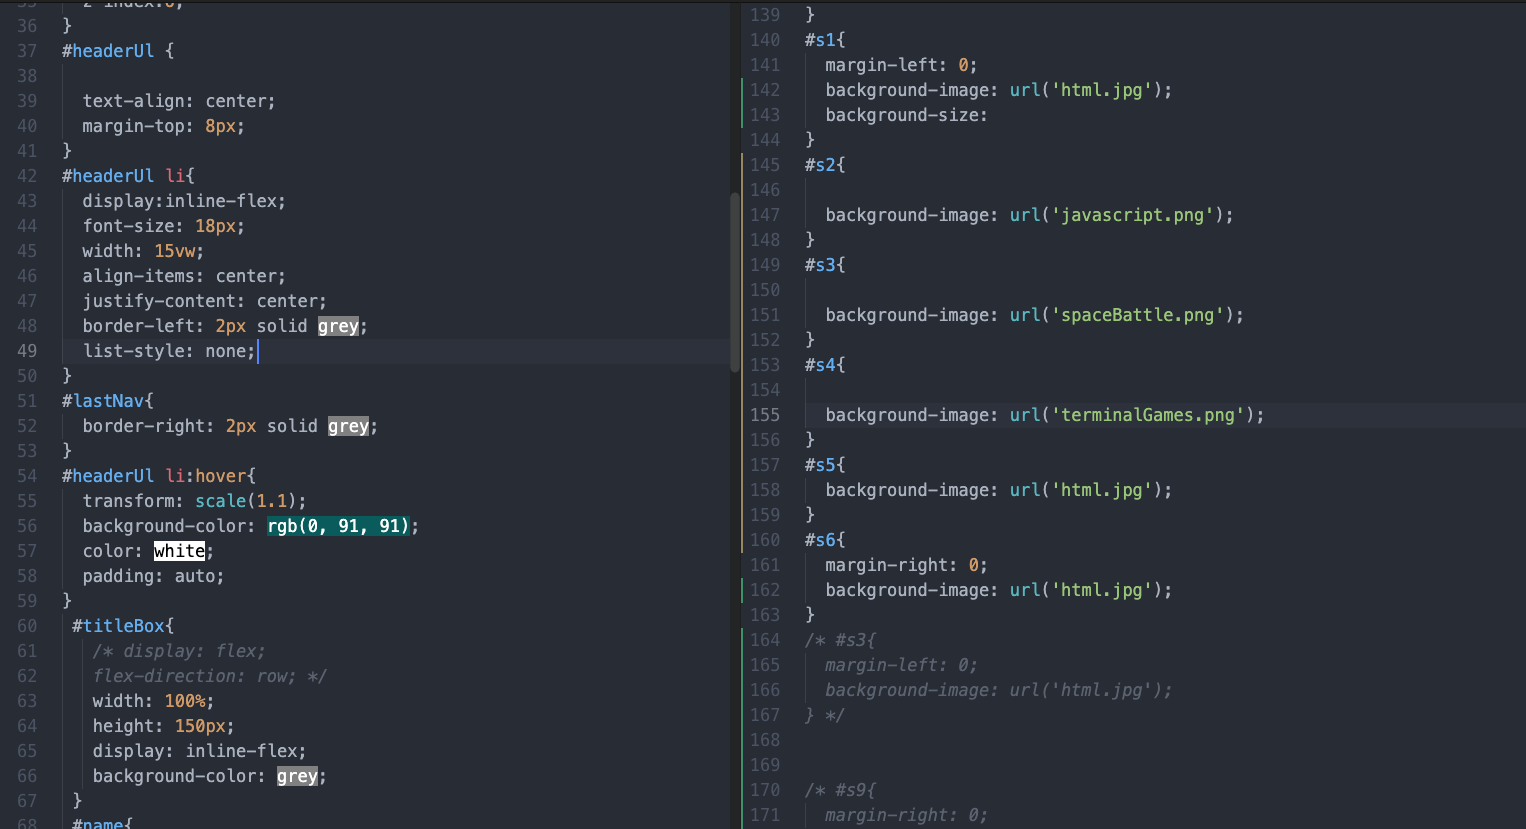 35 z-index:0;
36 }
37 #headerUl {
38
39 text-align: center;
40 margin-top: 8px;
41 }
42 #headerUl li{
43 display:inline-flex;
44 font-size: 18px;
45 width: 15vw;
46 align-items: center;
47 justify-content: center;
48 border-left: 2px solid grey;
49 list-style: none;
50 }
51 #lastNav{
52 border-right: 2px solid grey;
53 }
54 #headerUl li:hover{
55 transform: scale(1.1);
56 background-color: rgb(0, 91, 91);
57 color: white;
58 padding: auto;
59 }
60 #titleBox{
61 /* display: flex;
62 flex-direction: row; */
63 width: 100%;
64 height: 150px;
65 display: inline-flex;
66 background-color: grey;
67 }
68 #name{
139 }
140 #s1{
141 margin-left: 0;
142 background-image: url('html.jpg');
143 background-size:
144 }
145 #s2{
146
147 background-image: url('javascript.png');
148 }
149 #s3{
150
151 background-image: url('spaceBattle.png');
152 }
153 #s4{
154
155 background-image: url('terminalGames.png');
156 }
157 #s5{
158 background-image: url('html.jpg');
159 }
160 #s6{
161 margin-right: 0;
162 background-image: url('html.jpg');
163 }
164 /* #s3{
165 margin-left: 0;
166 background-image: url('html.jpg');
167 } */
168
169
170 /* #s9{
171 margin-right: 0;